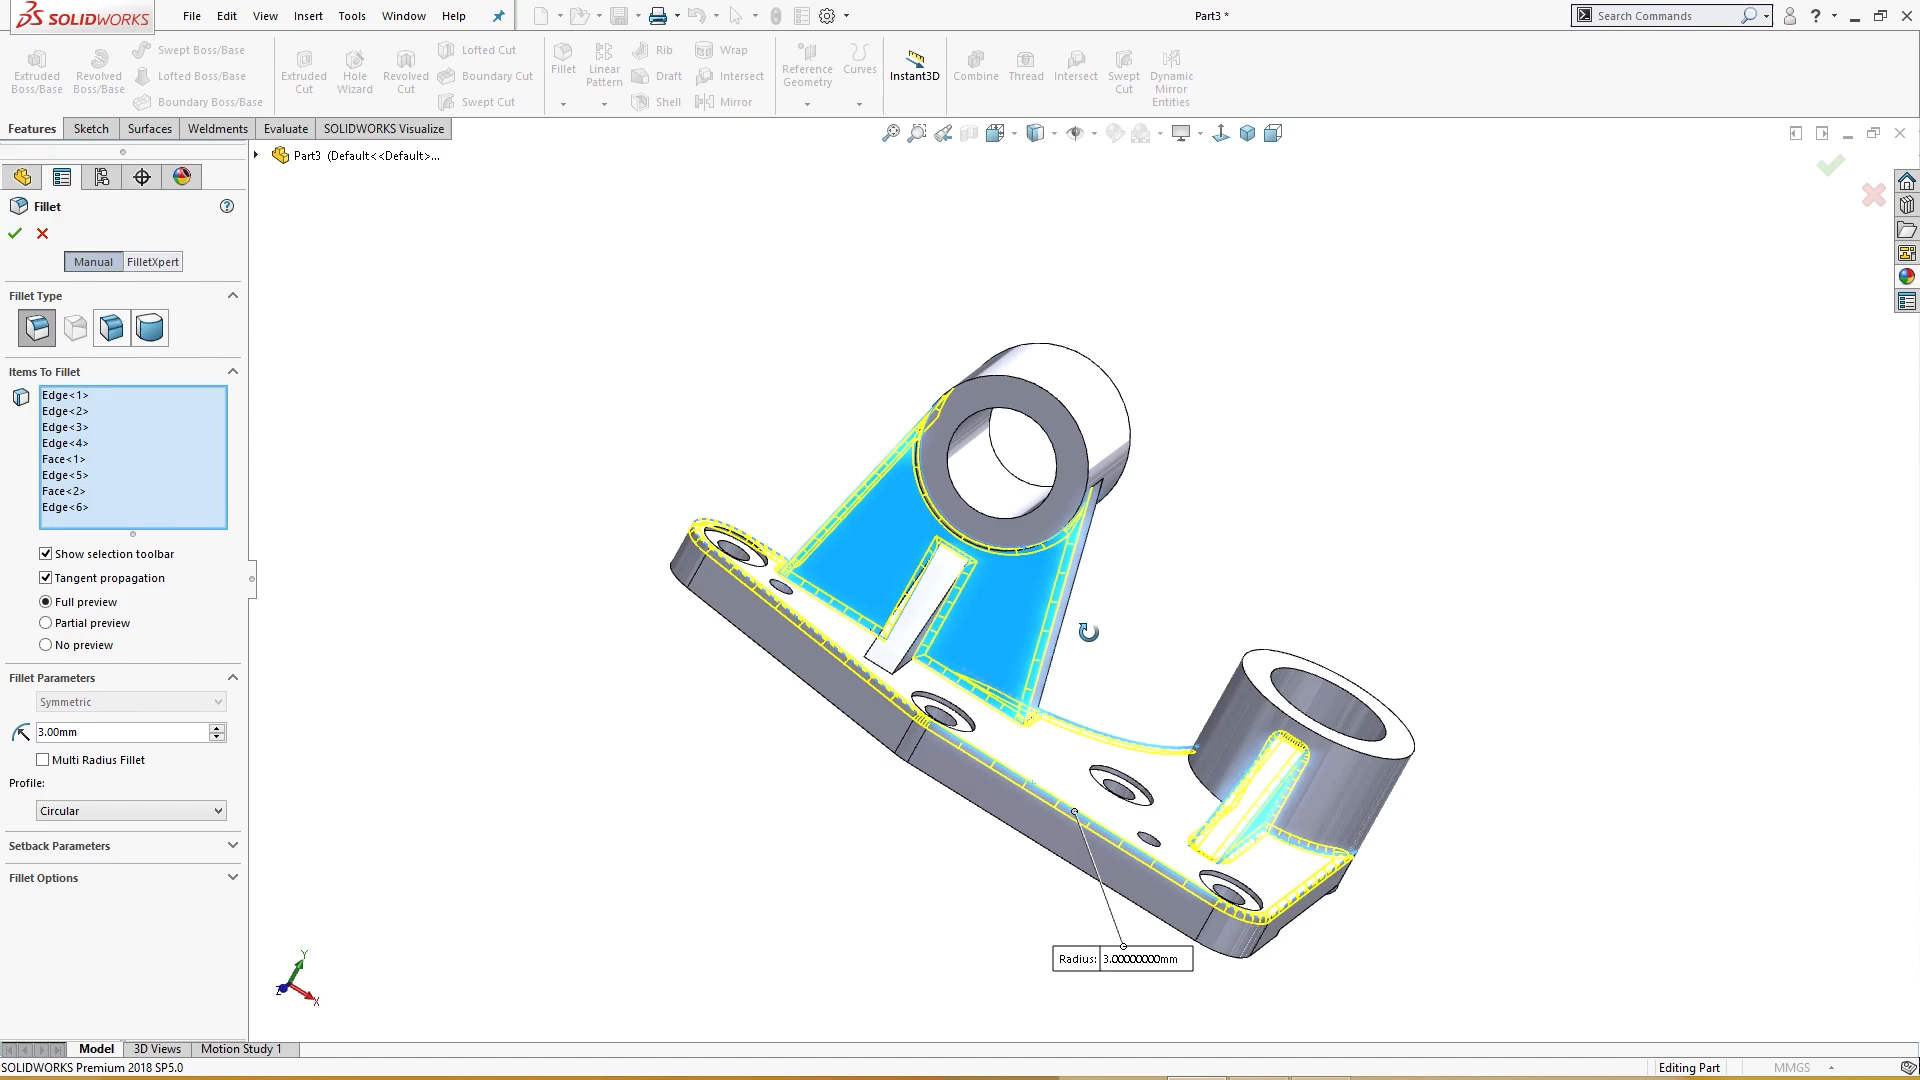 SOLIDWORKS
File Edit View Insert Tools Window Help
Part3 *
Search Commands
Extruded Boss/Base
Revolved Boss/Base
Swept Boss/Base
Lofted Boss/Base
Boundary Boss/Base
Extruded Cut
Hole Wizard
Revolved Cut
Lofted Cut
Boundary Cut
Swept Cut
Fillet
Linear Pattern
Rib
Draft
Shell
Wrap
Intersect
Mirror
Reference Geometry
Curves
Instant3D
Combine
Thread
Intersect
Swept Cut
Dynamic Mirror Entities
Features Sketch Surfaces Weldments Evaluate SOLIDWORKS Visualize
Part3 (Default<<Default>...
Fillet
Manual FilletXpert
Fillet Type
Items To Fillet
Edge<1>
Edge<2>
Edge<3>
Edge<4>
Face<1>
Edge<5>
Face<2>
Edge<6>
Show selection toolbar
Tangent propagation
Full preview
Partial preview
No preview
Fillet Parameters
Symmetric
3.00mm
Multi Radius Fillet
Profile:
Circular
Setback Parameters
Fillet Options
Radius: 3.00000000mm
Y
Z
X
Model 3D Views Motion Study 1
SOLIDWORKS Premium 2018 SP5.0
Editing Part
MMGS